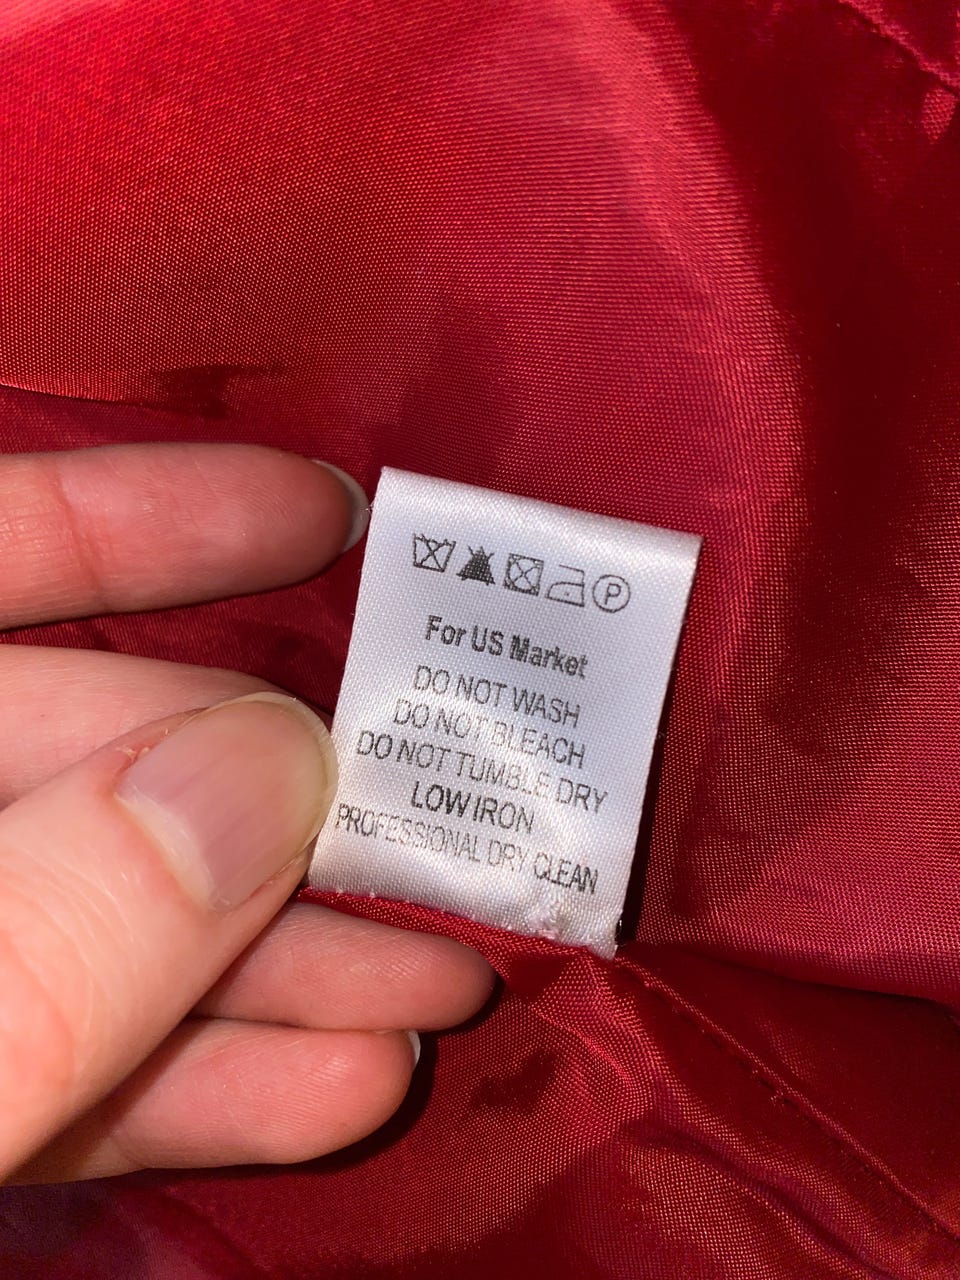 P
For US Market
DO NOT WASH
DO NOT BLEACH
DO NOT TUMBLE DRY
LOW IRON
PROFESSIONAL DRY CLEAN